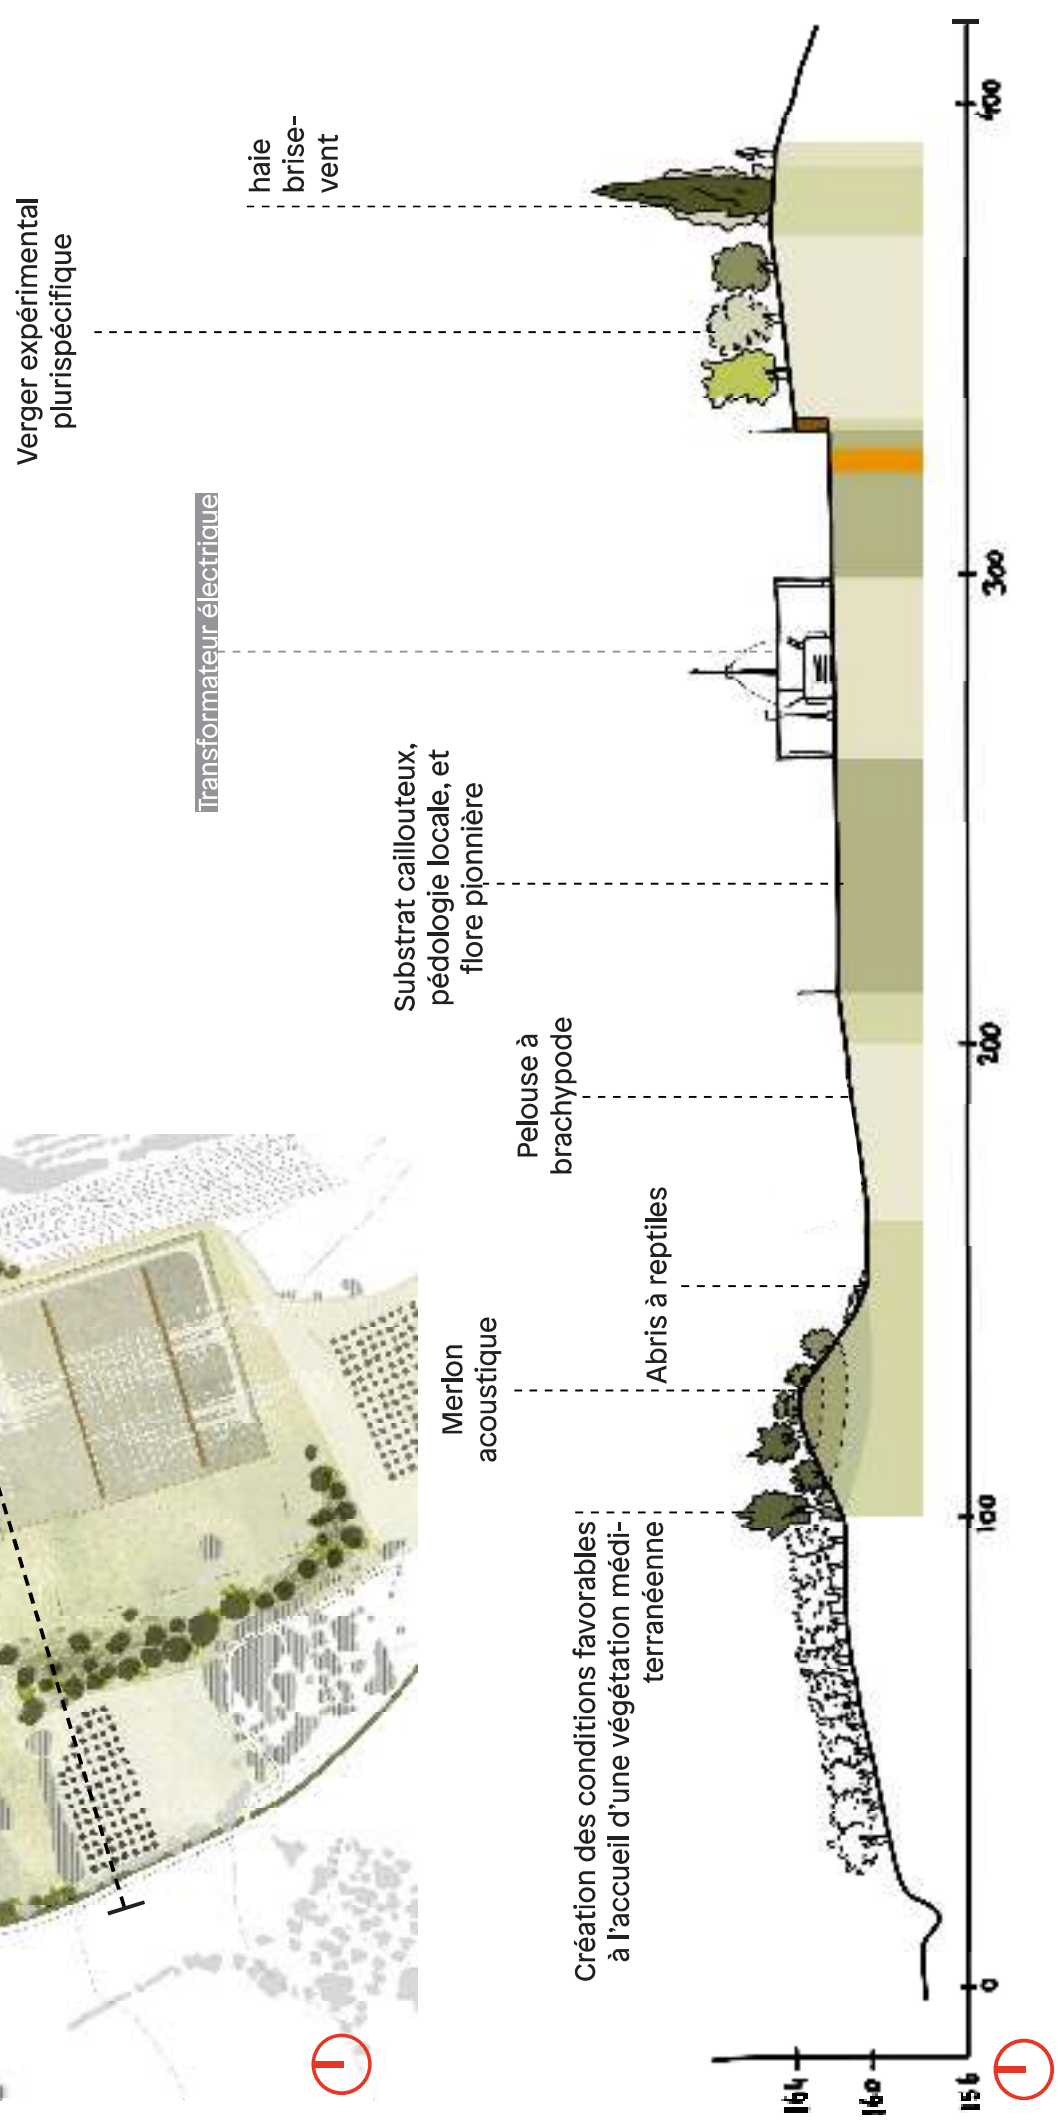 Verger expérimental
plurispécifique
haie
brise-
vent
Transformateur électrique
Substrat caillouteux,
pédologie locale, et
flore pionnière
Pelouse à
brachypode
Abris à reptiles
Merlon
acoustique
Création des conditions favorables
à l'accueil d'une végétation médi-
terranéenne
164
160
156
0
100
200
300
400